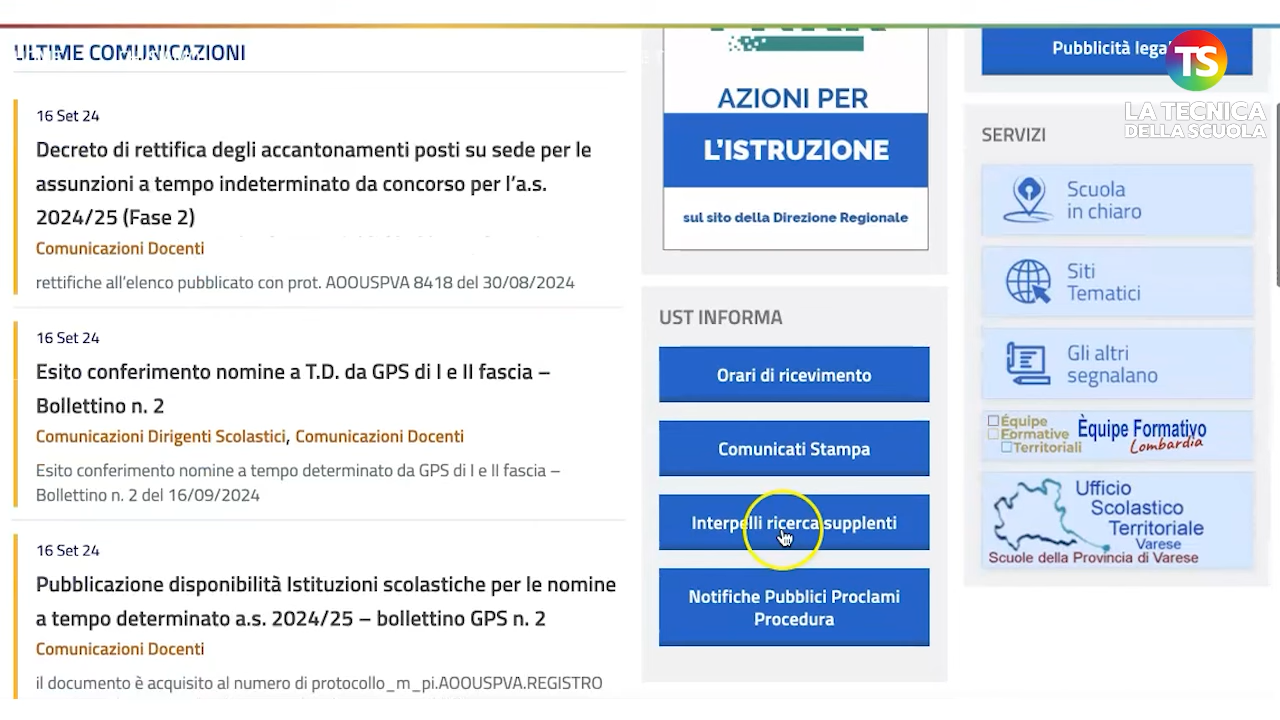 ULTIME COMUNICAZIONI
16 Set 24
Decreto di rettifica degli accantonamenti posti su sede per le
assunzioni a tempo indeterminato da concorso per l'a.s.
2024/25 (Fase 2)
Comunicazioni Docenti
rettifiche all'elenco pubblicato con prot. AOOUSPVA 8418 del 30/08/2024
16 Set 24
Esito conferimento nomine a T.D. da GPS di I e II fascia –
Bollettino n. 2
Comunicazioni Dirigenti Scolastici, Comunicazioni Docenti
Esito conferimento nomine a tempo determinato da GPS di I e II fascia –
Bollettino n. 2 del 16/09/2024
16 Set 24
Pubblicazione disponibilità Istituzioni scolastiche per le nomine
a tempo determinato a.s. 2024/25 – bollettino GPS n. 2
Comunicazioni Docenti
il documento è acquisito al numero di protocollo_m_pi.AOOUSPVA.REGISTRO
AZIONI PER
L'ISTRUZIONE
sul sito della Direzione Regionale
UST INFORMA
Orari di ricevimento
Comunicati Stampa
Interpelli ricerca supplenti
Notifiche Pubblici Proclami
Procedura
Pubblicità lega
TS
LA TECNICA
DELLA SCUOLA
SERVIZI
Scuola
in chiaro
Siti
Tematici
Gli altri
segnalano
Équipe
Formative
Territoriali
Èquipe Formativo
Lombardia
Ufficio
Scolastico
Territoriale
Varese
Scuole della Provincia di Varese